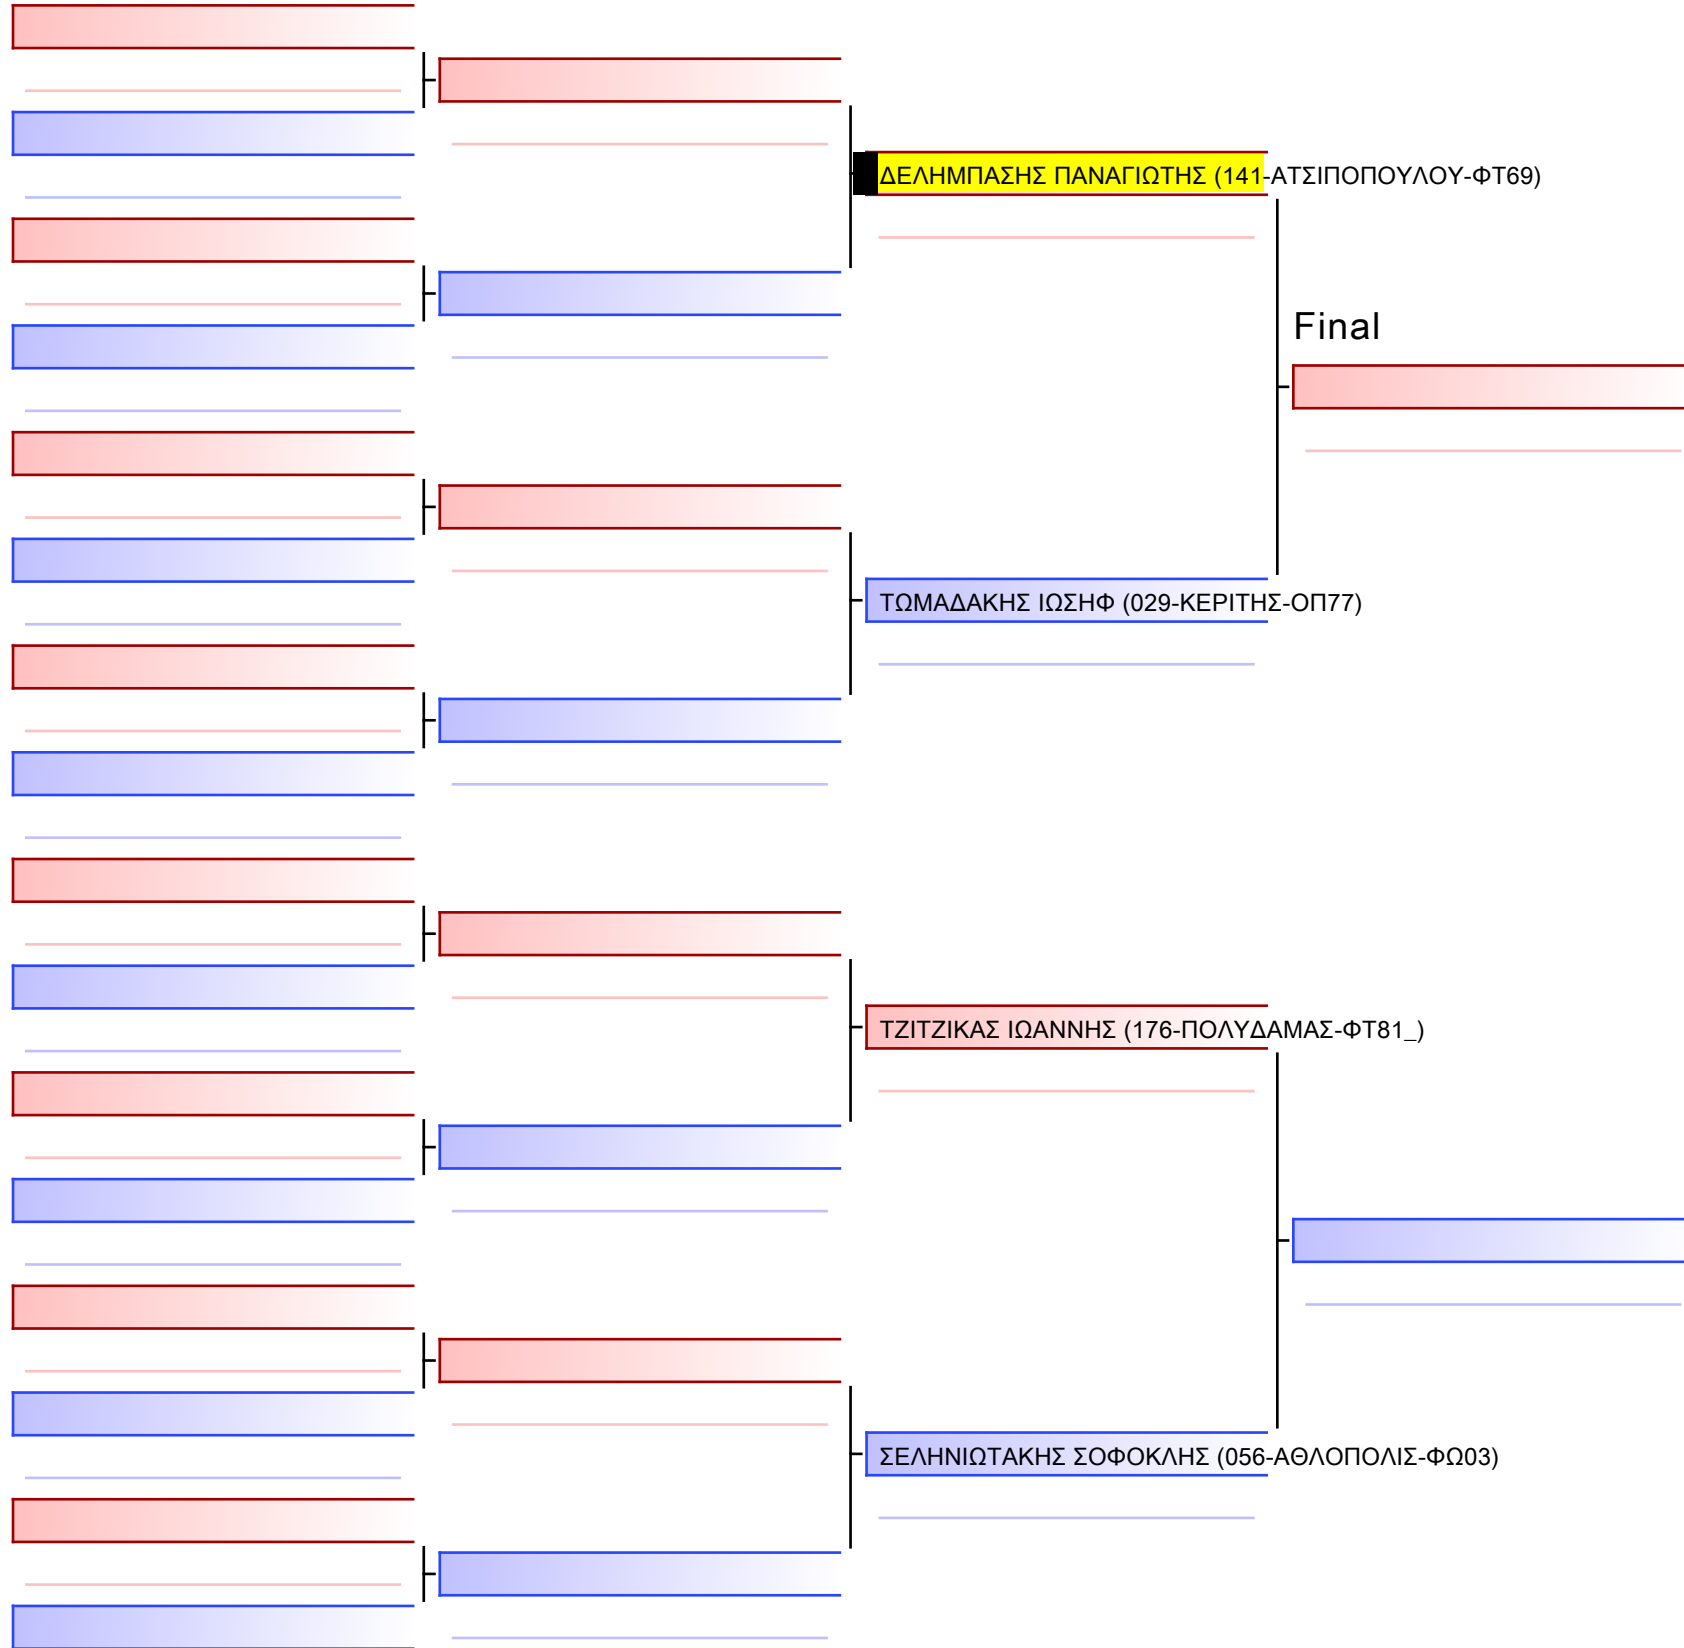 ΔΕΛΗΜΠΑΣΗΣ ΠΑΝΑΓΙΩΤΗΣ (141-ΑΤΣΙΠΟΠΟΥΛΟΥ-ΦΤ69)
Final
ΤΩΜΑΔΑΚΗΣ ΙΩΣΗΦ (029-ΚΕΡΙΤΗΣ-ΟΠ77)
ΤΖΙΤΖΙΚΑΣ ΙΩΑΝΝΗΣ (176-ΠΟΛΥΔΑΜΑΣ-ΦΤ81_)
ΣΕΛΗΝΙΩΤΑΚΗΣ ΣΟΦΟΚΛΗΣ (056-ΑΘΛΟΠΟΛΙΣ-ΦΩ03)